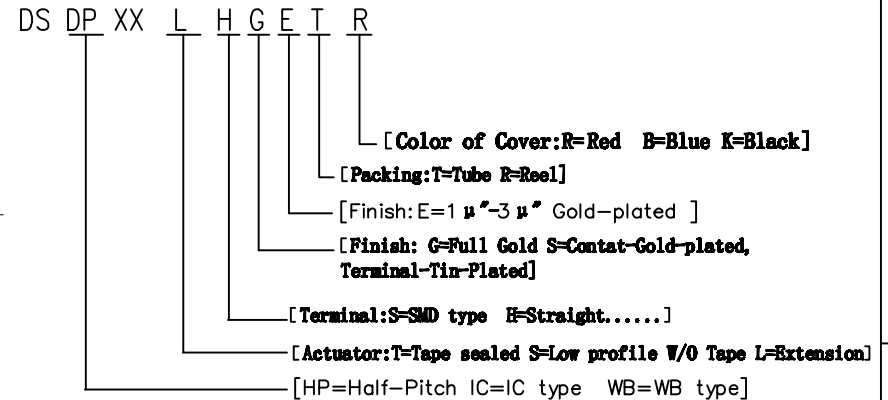 DS DP XX L H G E T R
[Color of Cover:R=Red B=Blue K=Black]
[Packing:T=Tube R=Reel]
[Finish:E=1 μ"-3 μ" Gold-plated ]
[Finish: G=Full Gold S=Contat-Gold-plated,
Terminal-Tin-Plated]
[Terminal:S=SMD type H=Straight......]
[Actuator:T=Tape sealed S=Low profile W/O Tape L=Extension]
[HP=Half-Pitch IC=IC type WB=WB type]